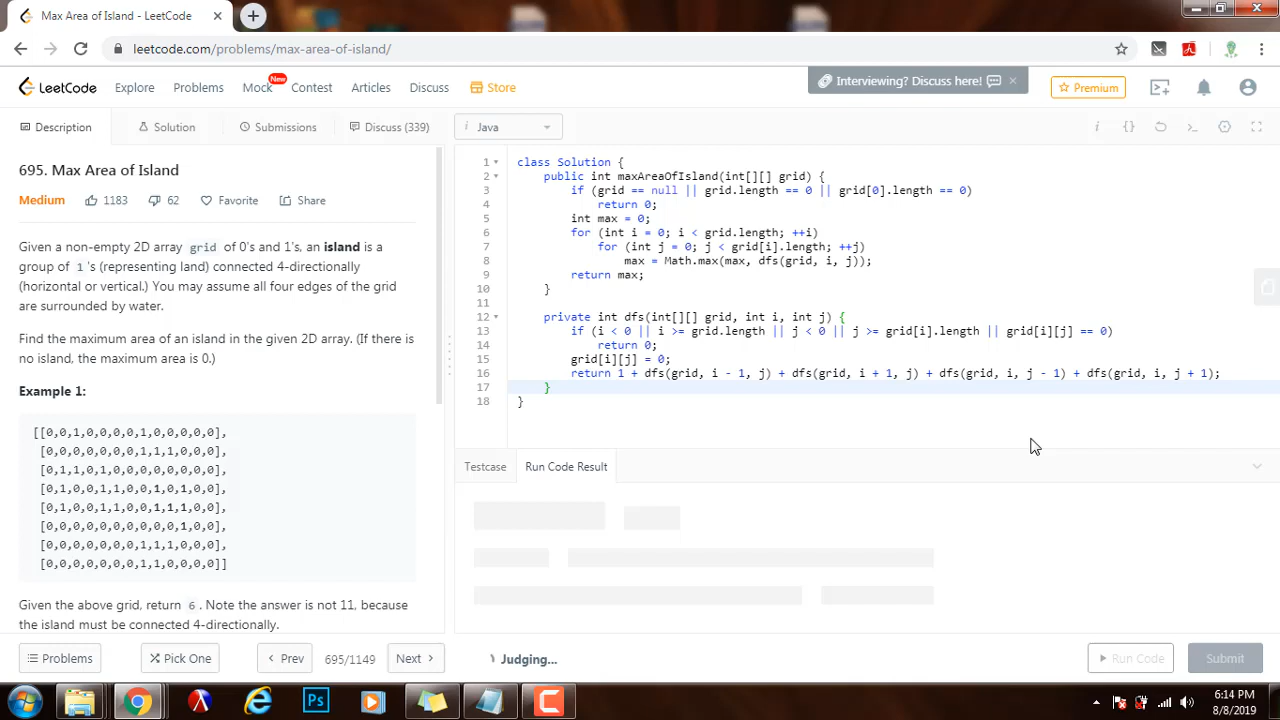 Max Area of Island - LeetCode
leetcode.com/problems/max-area-of-island/
LeetCode
Explore
Problems
Mock
New
Contest
Articles
Discuss
Store
Interviewing? Discuss here!
Premium
Description
Solution
Submissions
Discuss (339)
i Java
695. Max Area of Island
Medium
1183
62
Favorite
Share
Given a non-empty 2D array grid of 0's and 1's, an island is a
group of 1's (representing land) connected 4-directionally
(horizontal or vertical.) You may assume all four edges of the grid
are surrounded by water.
Find the maximum area of an island in the given 2D array. (If there is
no island, the maximum area is 0.)
Example 1:
[[0,0,1,0,0,0,0,1,0,0,0,0,0],
[0,0,0,0,0,0,0,1,1,1,0,0,0],
[0,1,1,0,1,0,0,0,0,0,0,0,0],
[0,1,0,0,1,1,0,0,1,0,1,0,0],
[0,1,0,0,1,1,0,0,1,1,1,0,0],
[0,0,0,0,0,0,0,0,0,0,1,0,0],
[0,0,0,0,0,0,0,1,1,1,0,0,0],
[0,0,0,0,0,0,0,1,1,0,0,0,0]]
Given the above grid, return 6. Note the answer is not 11, because
the island must be connected 4-directionally.
1 class Solution {
2 public int maxAreaOfIsland(int[][] grid) {
3 if (grid == null || grid.length == 0 || grid[0].length == 0)
4 return 0;
5 int max = 0;
6 for (int i = 0; i < grid.length; ++i)
7 for (int j = 0; j < grid[i].length; ++j)
8 max = Math.max(max, dfs(grid, i, j));
9 return max;
10 }
11
12 private int dfs(int[][] grid, int i, int j) {
13 if (i < 0 || i >= grid.length || j < 0 || j >= grid[i].length || grid[i][j] == 0)
14 return 0;
15 grid[i][j] = 0;
16 return 1 + dfs(grid, i - 1, j) + dfs(grid, i + 1, j) + dfs(grid, i, j - 1) + dfs(grid, i, j + 1);
17 }
18 }
Testcase
Run Code Result
Problems
Pick One
Prev
695/1149
Next
Judging...
Run Code
Submit
6:14 PM
8/8/2019